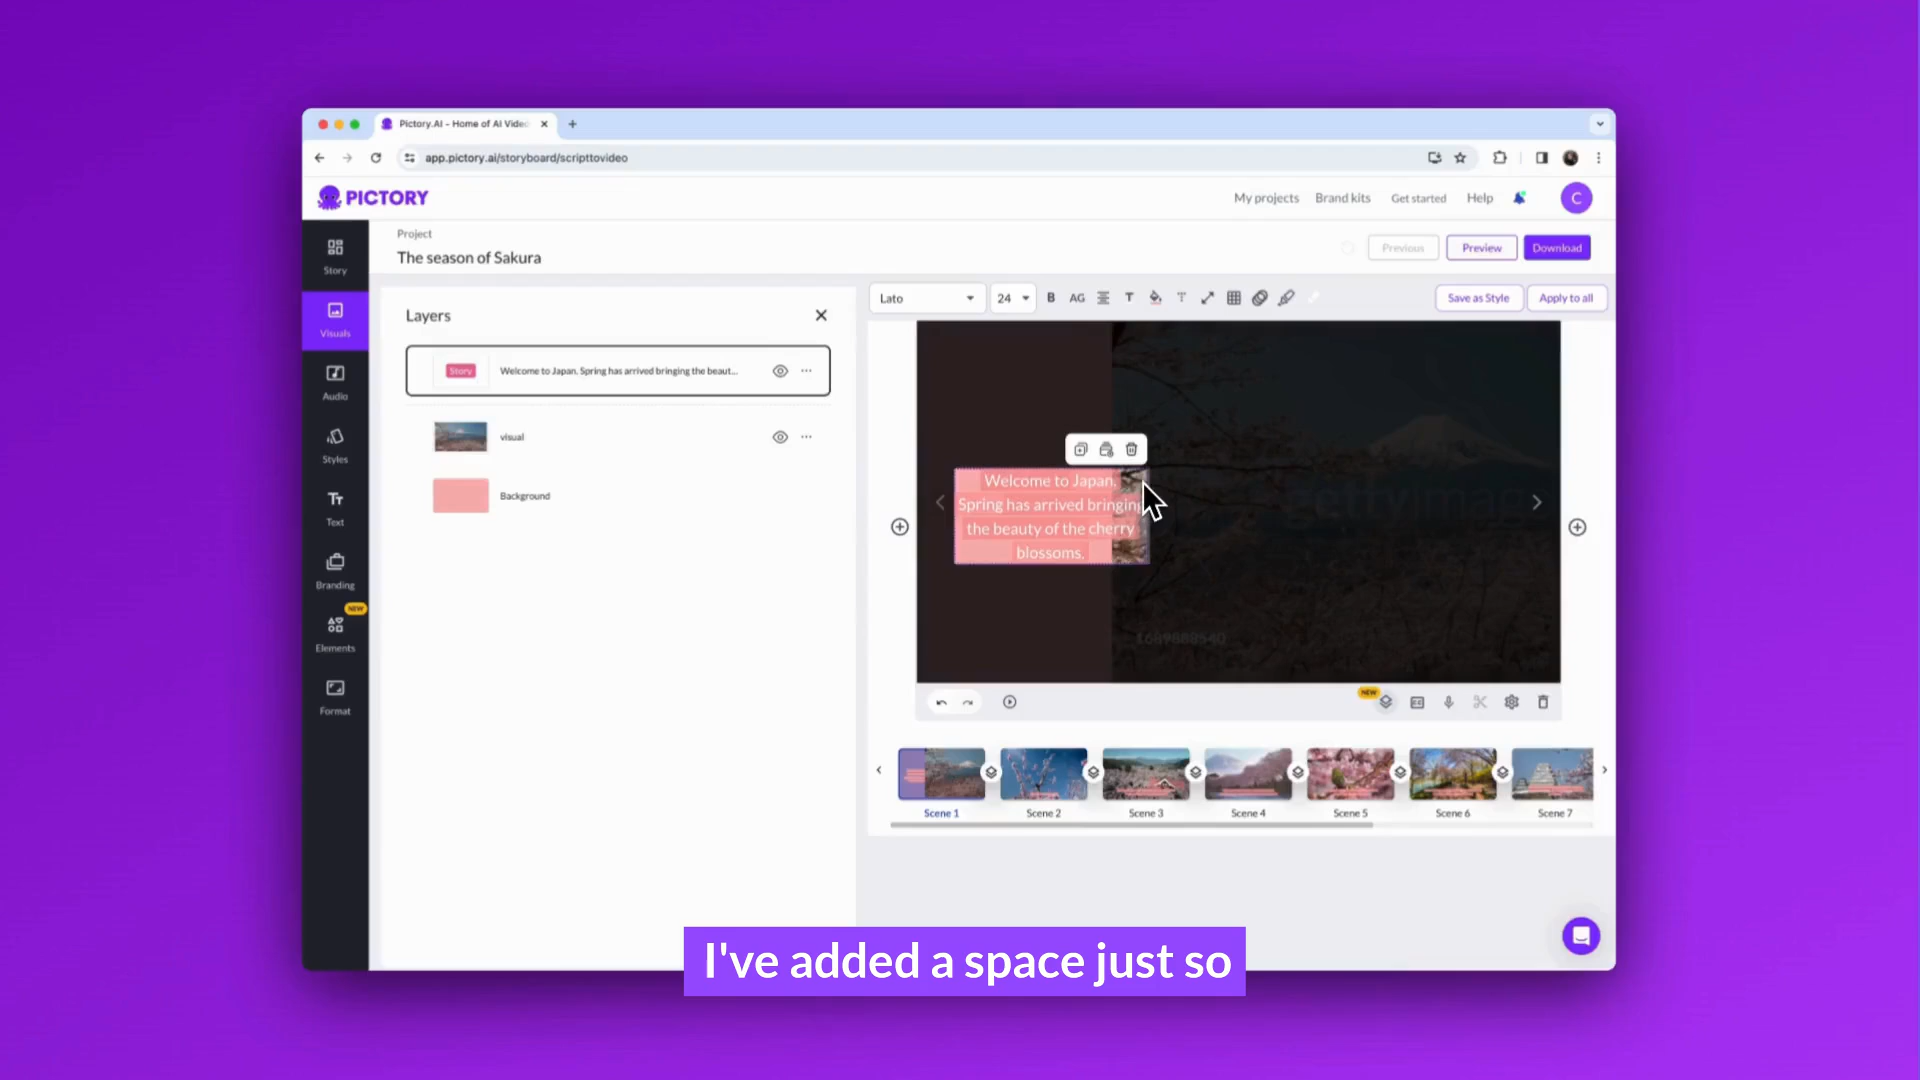 Pictory.AI - Home of AI Video
app.pictory.ai/storyboard/scripttovideo
PICTORY
My projects
Brand kits
Get started
Help
C
Project
The season of Sakura
Previous
Preview
Download
Story
Visuals
Audio
Styles
Tt
Text
Branding
NEW
Elements
Format
Layers
Story
Welcome to Japan. Spring has arrived bringing the beaut...
visual
Background
Lato
24
B
AG
T
T
Save as Style
Apply to all
Welcome to Japan.
Spring has arrived bringing
the beauty of the cherry
blossoms.
1689888540
NEW
Scene 1
Scene 2
Scene 3
Scene 4
Scene 5
Scene 6
Scene 7
I've added a space just so